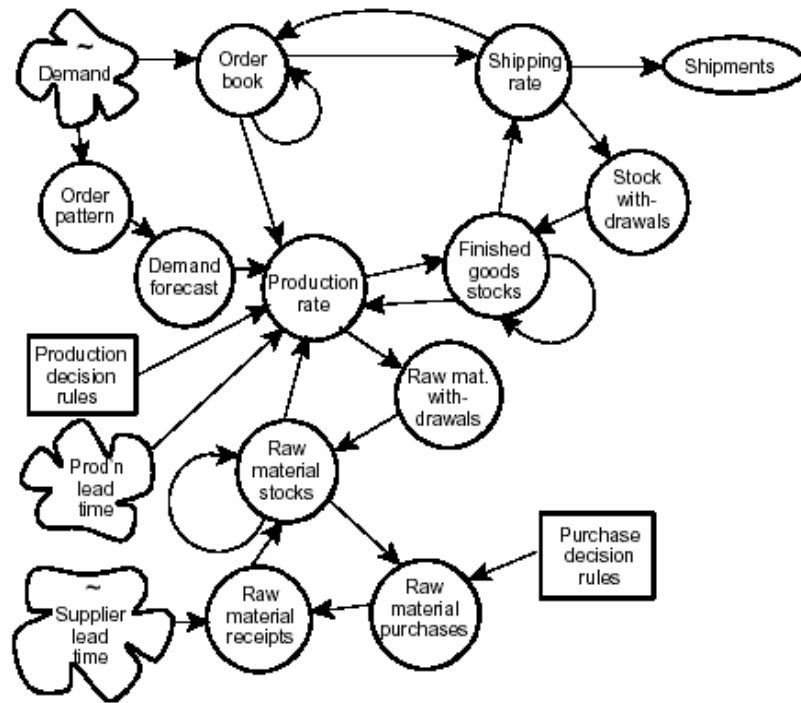 ~
Demand
Order
book
Shipping
rate
Shipments
Order
pattern
Stock
with-
drawals
Demand
forecast
Production
rate
Finished
goods
stocks
Production
decision
rules
Raw mat.
with-
drawals
Prod'n
lead
time
Raw
material
stocks
Purchase
decision
rules
~
Supplier
lead
time
Raw
material
receipts
Raw
material
purchases